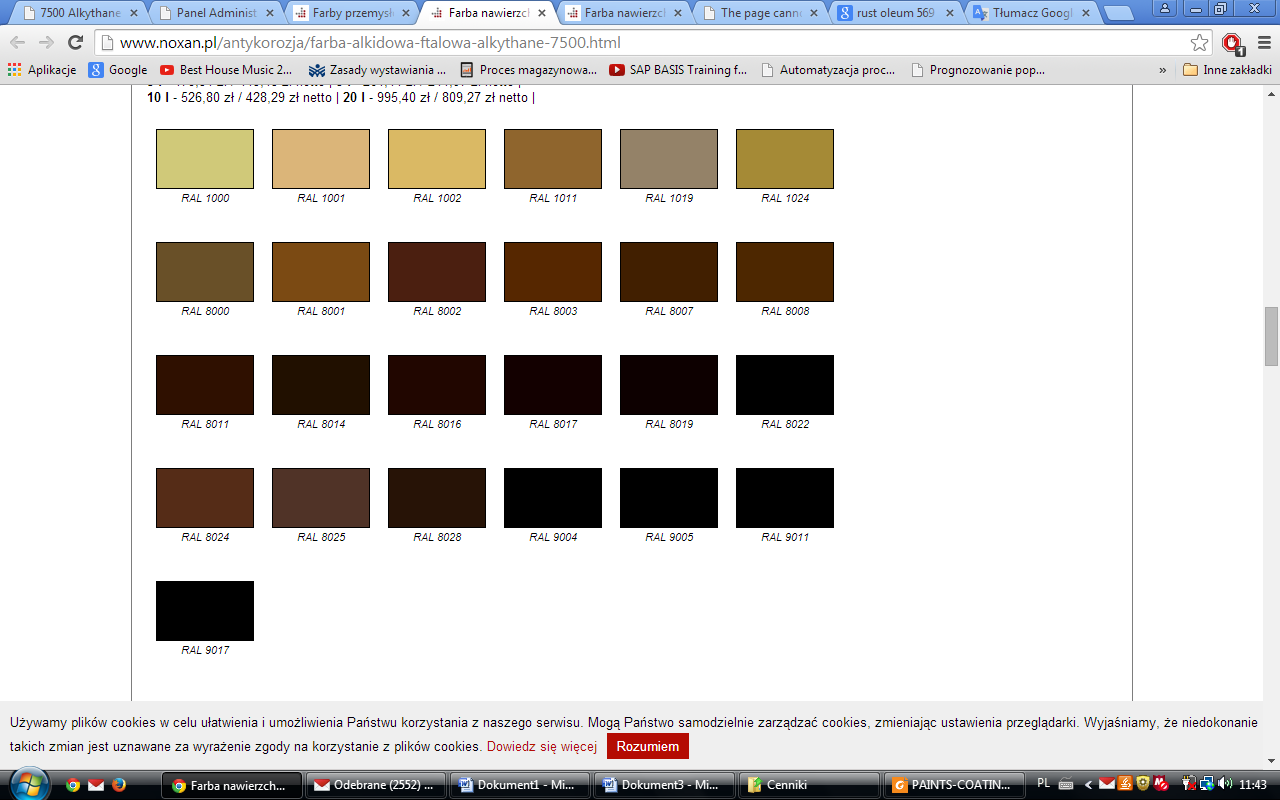 7500 Alkythane
Panel Administ
Farby przemysł
Farba nawierzch
Farba nawierzch
The page cann
rust oleum 569
Tłumacz Googl
www.noxan.pl/antykorozja/farba-alkidowa-ftalowa-alkythane-7500.html
1
Aplikacje
Google
Best House Music 2...
Zasady wystawiania ...
Proces magazynowa...
SAP BASIS Training f...
Automatyzacja proc...
Prognozowanie pop...
»
Inne zakładki
10 l - 526,80 zł / 428,29 zł netto | 20 l - 995,40 zł / 809,27 zł netto |
RAL 1000 RAL 1001 RAL 1002 RAL 1011 RAL 1019 RAL 1024
RAL 8000 RAL 8001 RAL 8002 RAL 8003 RAL 8007 RAL 8008
RAL 8011 RAL 8014 RAL 8016 RAL 8017 RAL 8019 RAL 8022
RAL 8024 RAL 8025 RAL 8028 RAL 9004 RAL 9005 RAL 9011
RAL 9017
Używamy plików cookies w celu ułatwienia i umożliwienia Państwu korzystania z naszego serwisu. Mogą Państwo samodzielnie zarządzać cookies, zmieniając ustawienia przeglądarki. Wyjaśniamy, że niedokonanie
takich zmian jest uznawane za wyrażenie zgody na korzystanie z plików cookies. Dowiedz się więcej Rozumiem
Farba nawierzch...
Odebrane (2552) ...
Dokument1 - Mi...
Dokument3 - Mi...
Cenniki
PAINTS-COATIN...
PL
11:43